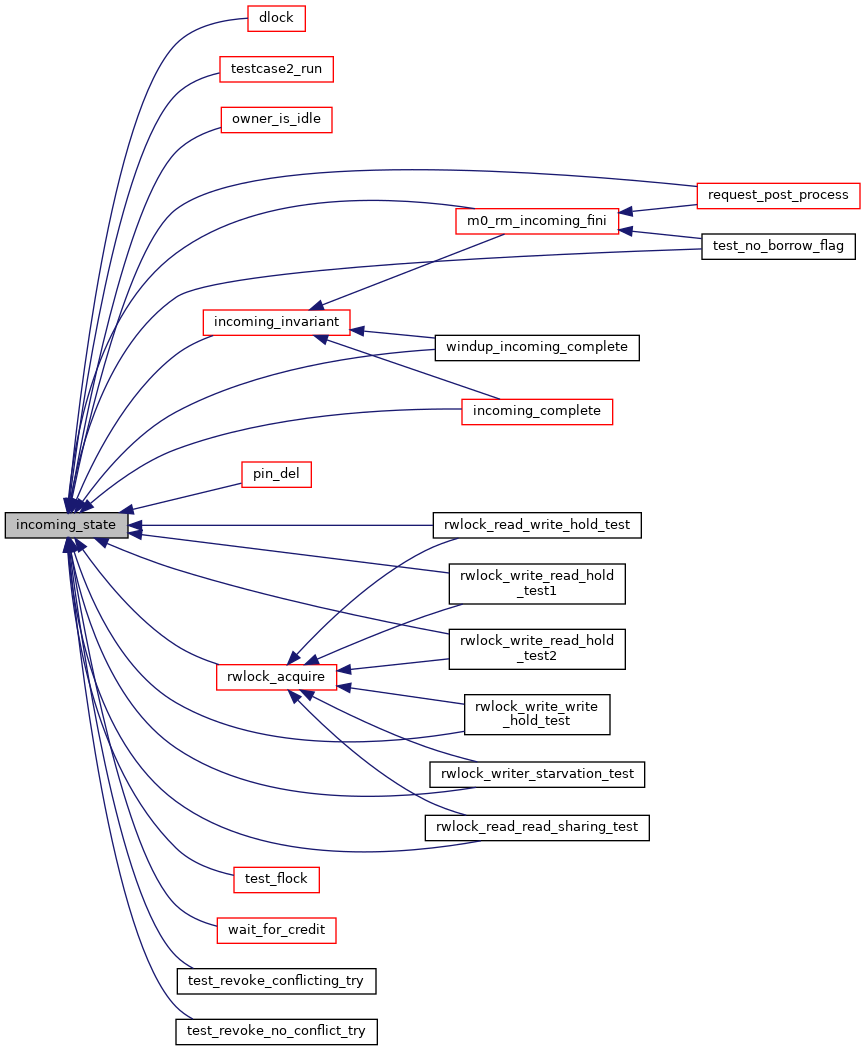 dlock
testcase2_run
owner_is_idle
request_post_process
m0_rm_incoming_fini
test_no_borrow_flag
incoming_invariant
windup_incoming_complete
incoming_complete
pin_del
incoming_state
rwlock_read_write_hold_test
rwlock_write_read_hold
_test1
rwlock_write_read_hold
_test2
rwlock_acquire
rwlock_write_write
_hold_test
rwlock_writer_starvation_test
rwlock_read_read_sharing_test
test_flock
wait_for_credit
test_revoke_conflicting_try
test_revoke_no_conflict_try